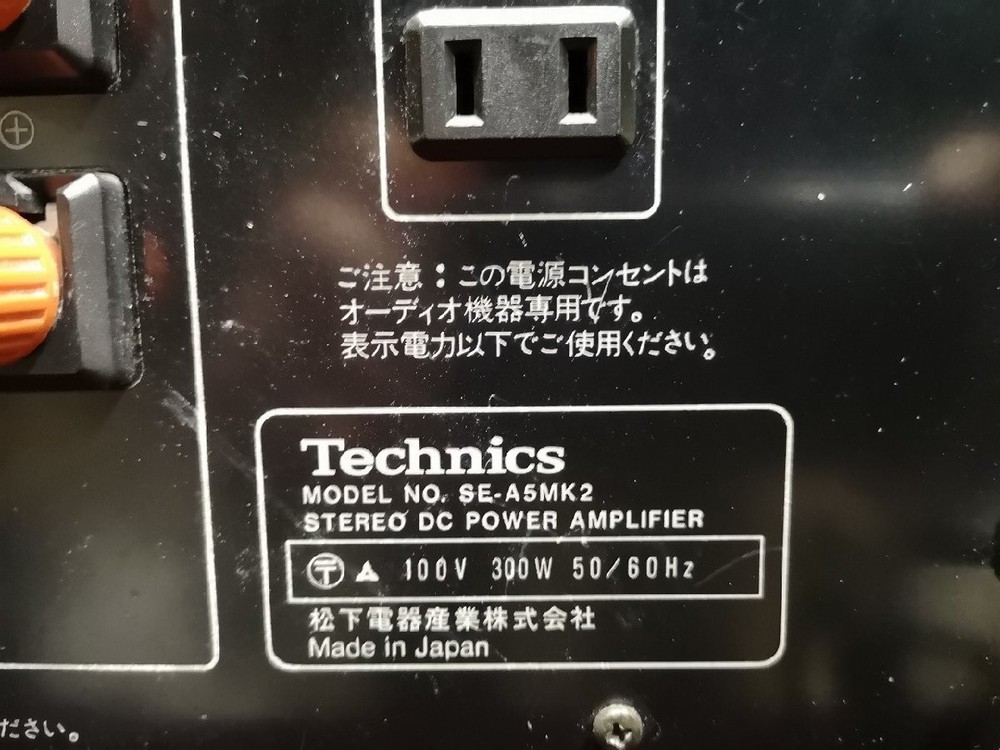 ご注意：この電源コンセントは
オーディオ機器専用です。
表示電力以下でご使用ください。
Technics
MODEL NO. SE-A5MK2
STEREO DC POWER AMPLIFIER
100V 300W 50/60Hz
松下電器産業株式会社
Made in Japan
ださい。